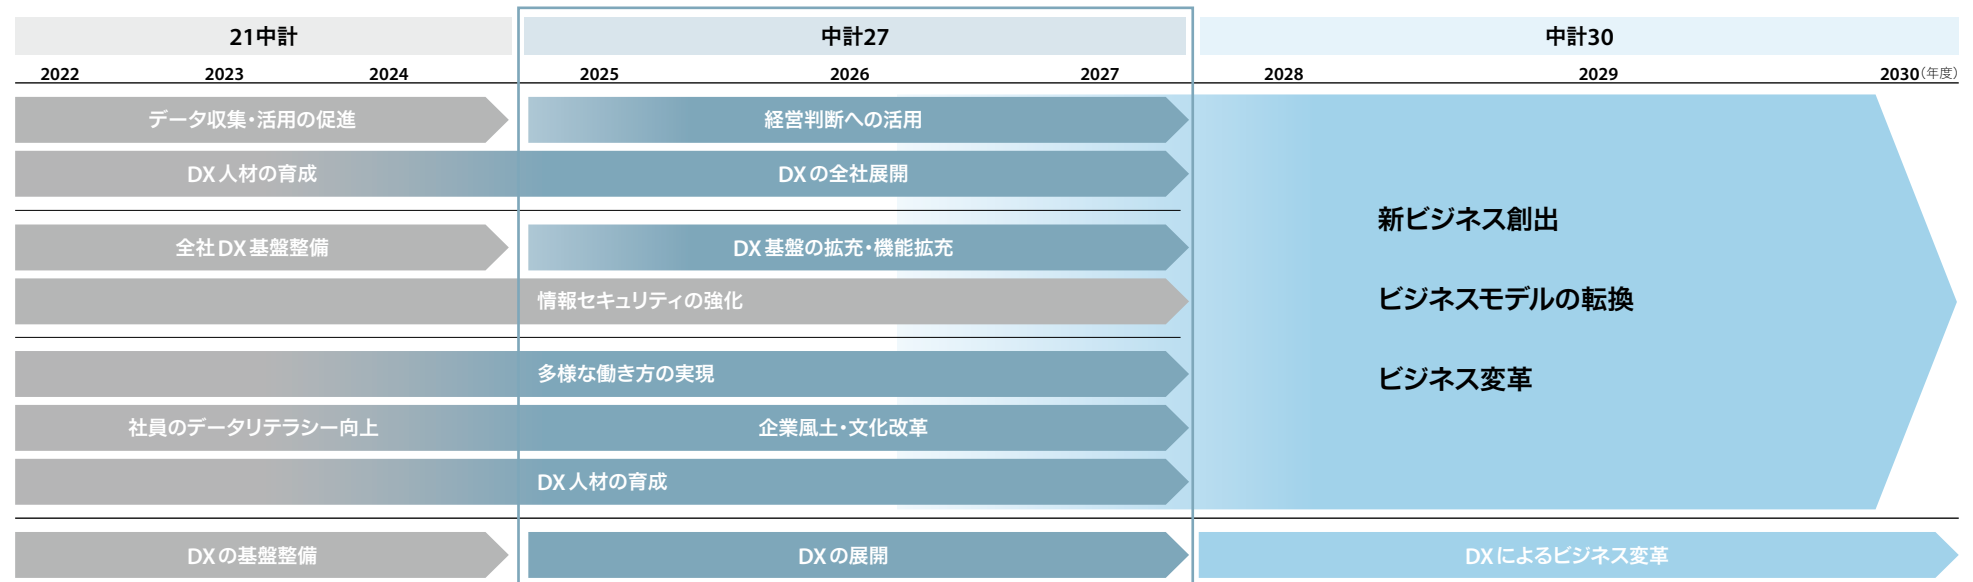 21中計 中計27 中計30
2022 2023 2024 2025 2026 2027 2028 2029 2030（年度）
データ収集・活用の促進 経営判断への活用
DX人材の育成 DXの全社展開
新ビジネス創出
全社DX基盤整備 DX基盤の拡充・機能拡充
情報セキュリティの強化 ビジネスモデルの転換
多様な働き方の実現 ビジネス変革
社員のデータリテラシー向上 企業風土・文化改革
DX人材の育成
DXの基盤整備 DXの展開 DXによるビジネス変革